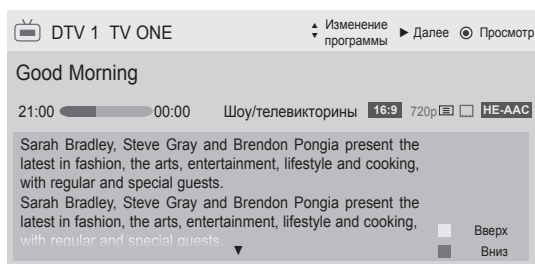 DTV 1 TV ONE
Изменение программы
Далее
Просмотр
Good Morning
21:00 00:00 Шоу/телевикторины 16:9 720p HE-AAC
Sarah Bradley, Steve Gray and Brendon Pongia present the
latest in fashion, the arts, entertainment, lifestyle and cooking,
with regular and special guests.
Sarah Bradley, Steve Gray and Brendon Pongia present the
latest in fashion, the arts, entertainment, lifestyle and cooking,
with regular and special guests.
Вверх
Вниз